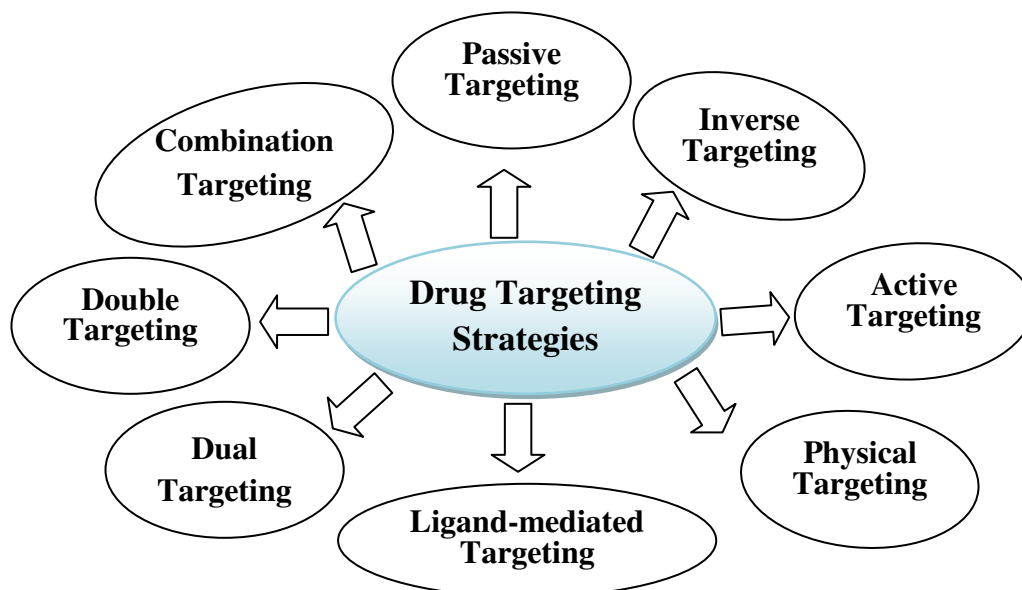 Passive
Targeting
Inverse
Targeting
Combination
Targeting
Active
Targeting
Double
Targeting
Drug Targeting
Strategies
Physical
Targeting
Dual
Targeting
Ligand-mediated
Targeting